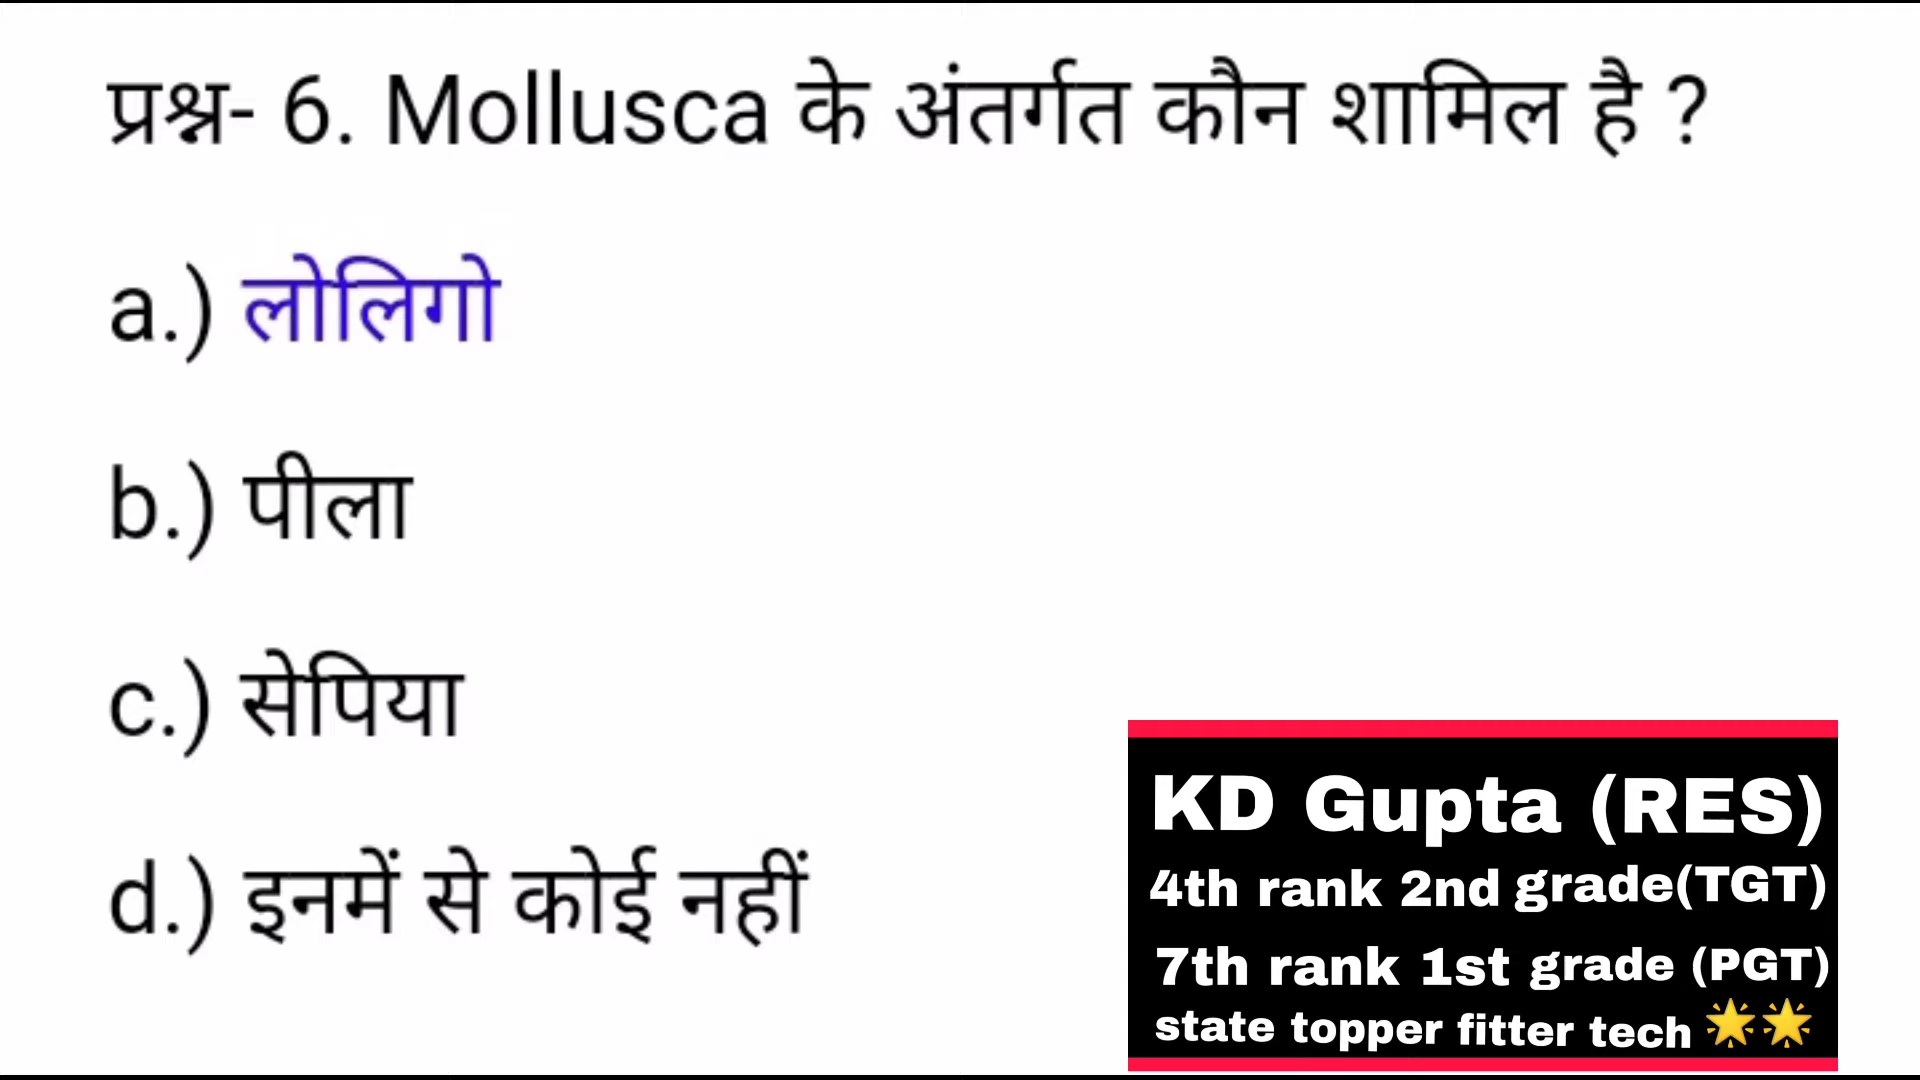 प्रश्न- 6. Mollusca के अंतर्गत कौन शामिल है ?
a.) लोलिगो
b.) पीला
c.) सेपिया
d.) इनमें से कोई नहीं
KD Gupta (RES)
4th rank 2nd grade(TGT)
7th rank 1st grade (PGT)
state topper fitter tech 🌟🌟